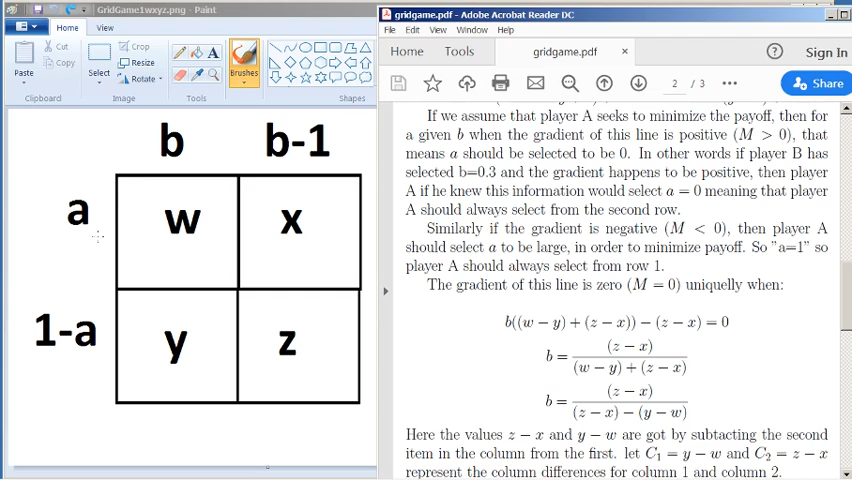 GridGame1wxyz.png - Paint
Home
View
Paste
Cut
Copy
Clipboard
Select
Crop
Resize
Rotate
Image
Tools
Brushes
Shapes
b b-1
a w x
1-a y z
gridgame.pdf - Adobe Acrobat Reader DC
File Edit View Window Help
Home Tools gridgame.pdf × Sign In
2 / 3 Share
If we assume that player A seeks to minimize the payoff, then for
a given b when the gradient of this line is positive (M > 0), that
means a should be selected to be 0. In other words if player B has
selected b=0.3 and the gradient happens to be positive, then player
A if he knew this information would select a = 0 meaning that player
A should always select from the second row.
Similarly if the gradient is negative (M < 0), then player A
should select a to be large, in order to minimize payoff. So "a=1" so
player A should always select from row 1.
The gradient of this line is zero (M = 0) uniquelly when:
b((w − y) + (z − x)) − (z − x) = 0
b = (z − x) / (w − y) + (z − x)
b = (z − x) / (z − x) − (y − w)
Here the values z − x and y − w are got by subtacting the second
item in the column from the first. let C₁ = y − w and C₂ = z − x
represent the column differences for column 1 and column 2.